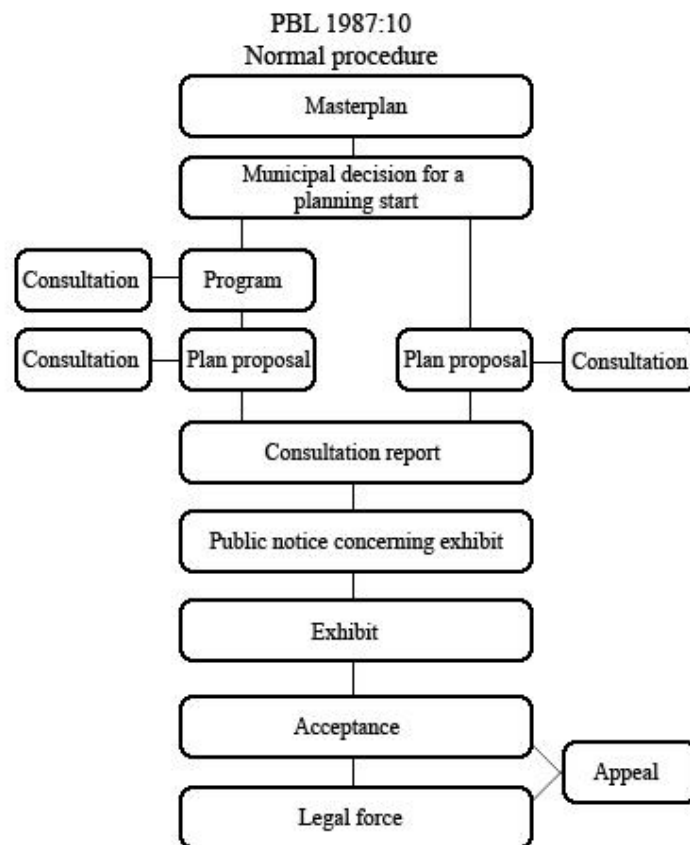 PBL 1987:10
Normal procedure
Masterplan
Municipal decision for a
planning start
Consultation
Program
Consultation
Plan proposal
Plan proposal
Consultation
Consultation report
Public notice concerning exhibit
Exhibit
Acceptance
Appeal
Legal force